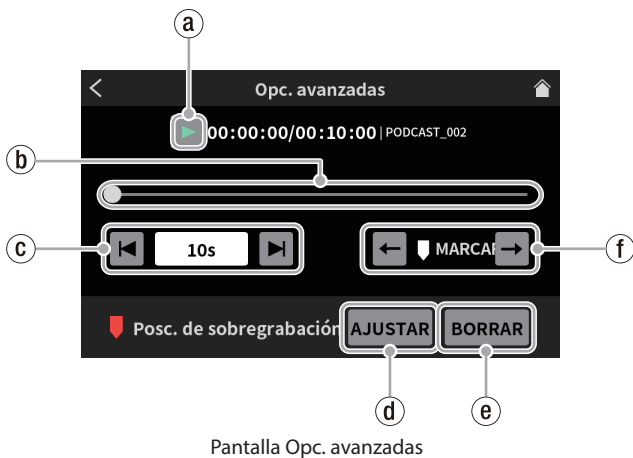 a
Opc. avanzadas
00:00:00/00:10:00 | PODCAST_002
b
c
10s
MARCAR
f
Posc. de sobregrabación
AJUSTAR
BORRAR
d
e
Pantalla Opc. avanzadas